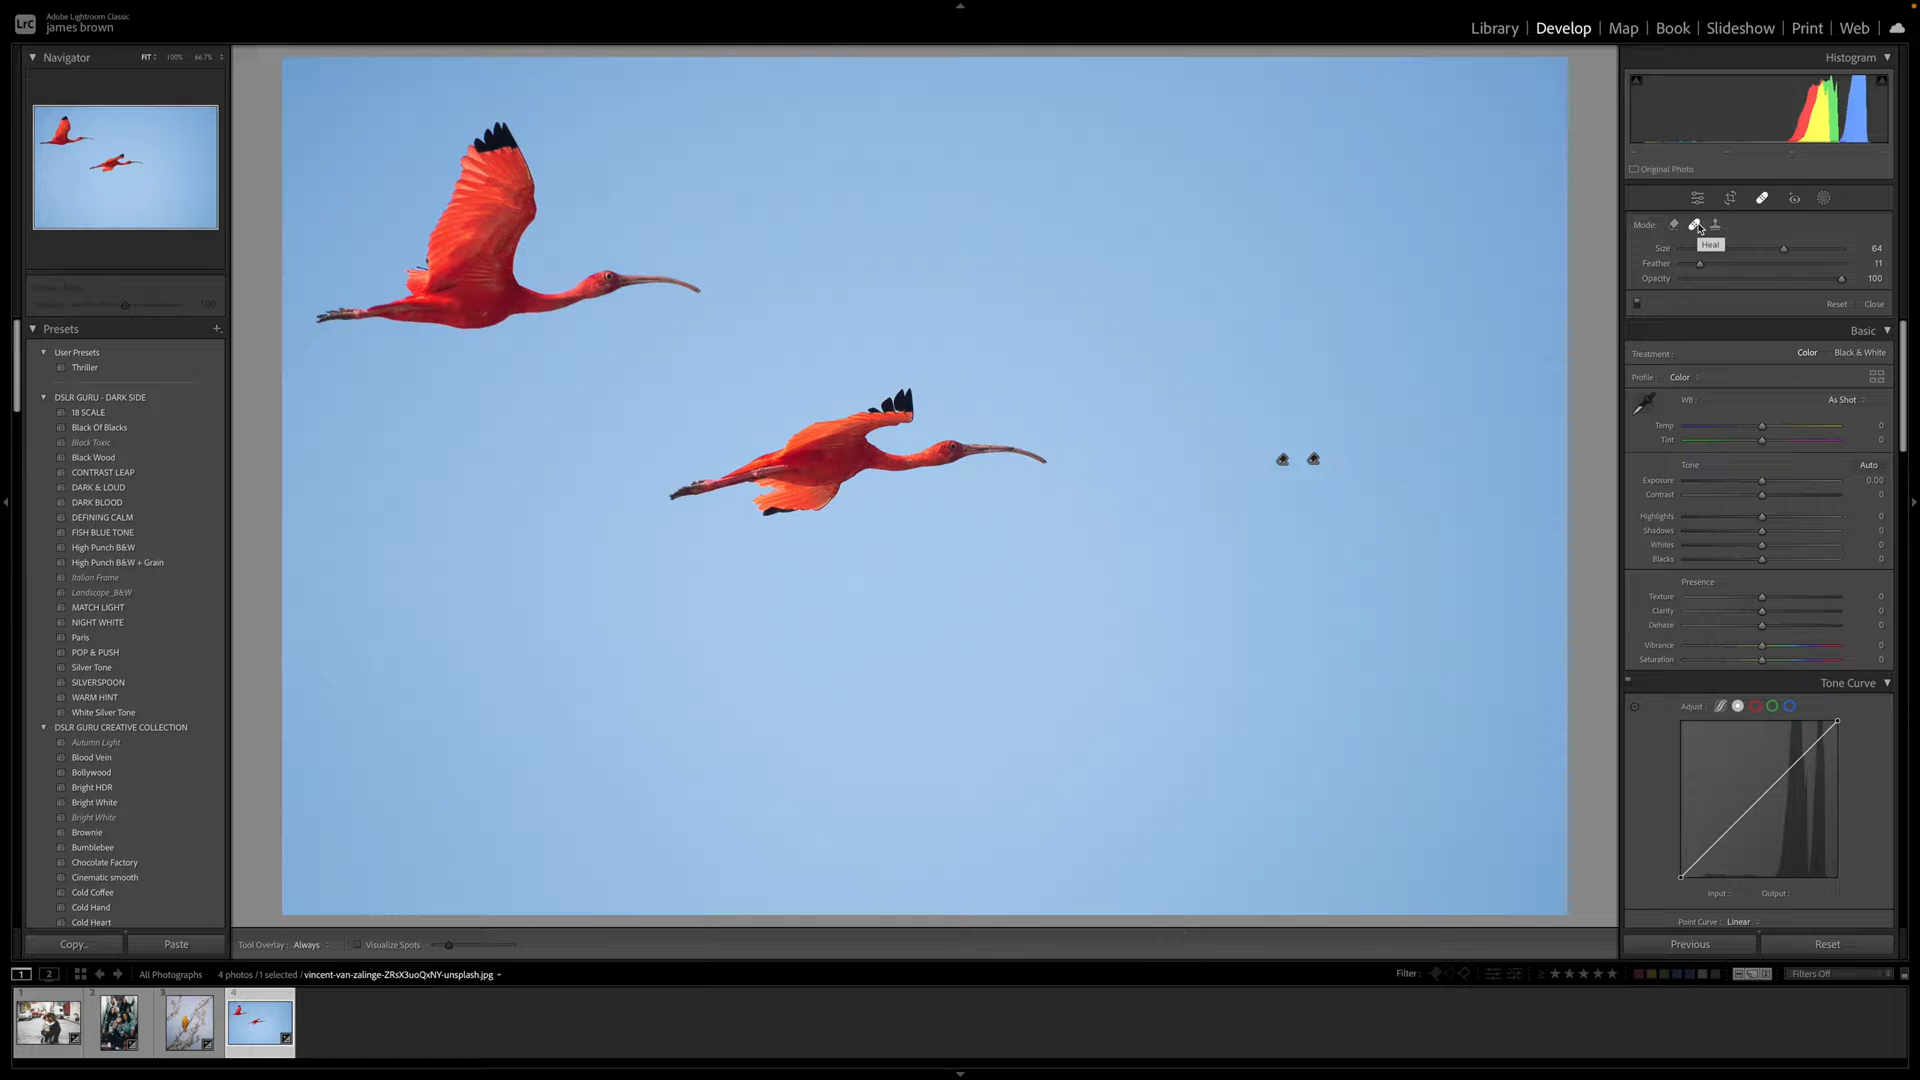 LrC
Adobe Lightroom Classic
james brown
Library | Develop | Map | Book | Slideshow | Print | Web
Navigator FIT 100% 66.7%
100
Presets +
User Presets
Thriller
DSLR GURU - DARK SIDE
18 SCALE
Black Of Blacks
Black Toxic
Black Wood
CONTRAST LEAP
DARK & LOUD
DARK BLOOD
DEFINING CALM
FISH BLUE TONE
High Punch B&W
High Punch B&W + Grain
Italian Frame
Landscape_B&W
MATCH LIGHT
NIGHT WHITE
Paris
POP & PUSH
Silver Tone
SILVERSPOON
WARM HINT
White Silver Tone
DSLR GURU CREATIVE COLLECTION
Autumn Light
Blood Vein
Bollywood
Bright HDR
Bright White
Bright White
Brownie
Bumblebee
Chocolate Factory
Cinematic smooth
Cold Coffee
Cold Hand
Cold Heart
Copy... Paste
Tool Overlay : Always Visualize Spots
Histogram
Original Photo
Mode:
Heal
Size 64
Feather 11
Opacity 100
Reset Close
Basic
Treatment : Color Black & White
Profile : Color
WB : As Shot
Temp 0
Tint 0
Tone Auto
Exposure 0.00
Contrast 0
Highlights 0
Shadows 0
Whites 0
Blacks 0
Presence
Texture 0
Clarity 0
Dehaze 0
Vibrance 0
Saturation 0
Tone Curve
Adjust :
Input : Output :
Point Curve : Linear
Previous Reset
1 2 All Photographs 4 photos /1 selected /vincent-van-zalinge-ZRsX3uoQxNY-unsplash.jpg
Filter : ≥ ★★★★★ Filters Off
1 2 3 4